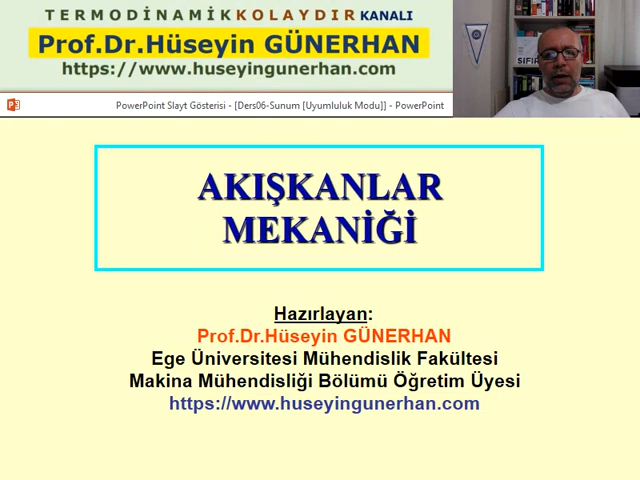 TERMODİNAMİKKOLAYDIR KANALI
Prof.Dr.Hüseyin GÜNERHAN
https://www.huseyingunerhan.com
PowerPoint Slayt Gösterisi - [Ders06-Sunum [Uyumluluk Modu]] - PowerPoint
SIFIR
AKIŞKANLAR
MEKANİĞİ
Hazırlayan:
Prof.Dr.Hüseyin GÜNERHAN
Ege Üniversitesi Mühendislik Fakültesi
Makina Mühendisliği Bölümü Öğretim Üyesi
https://www.huseyingunerhan.com